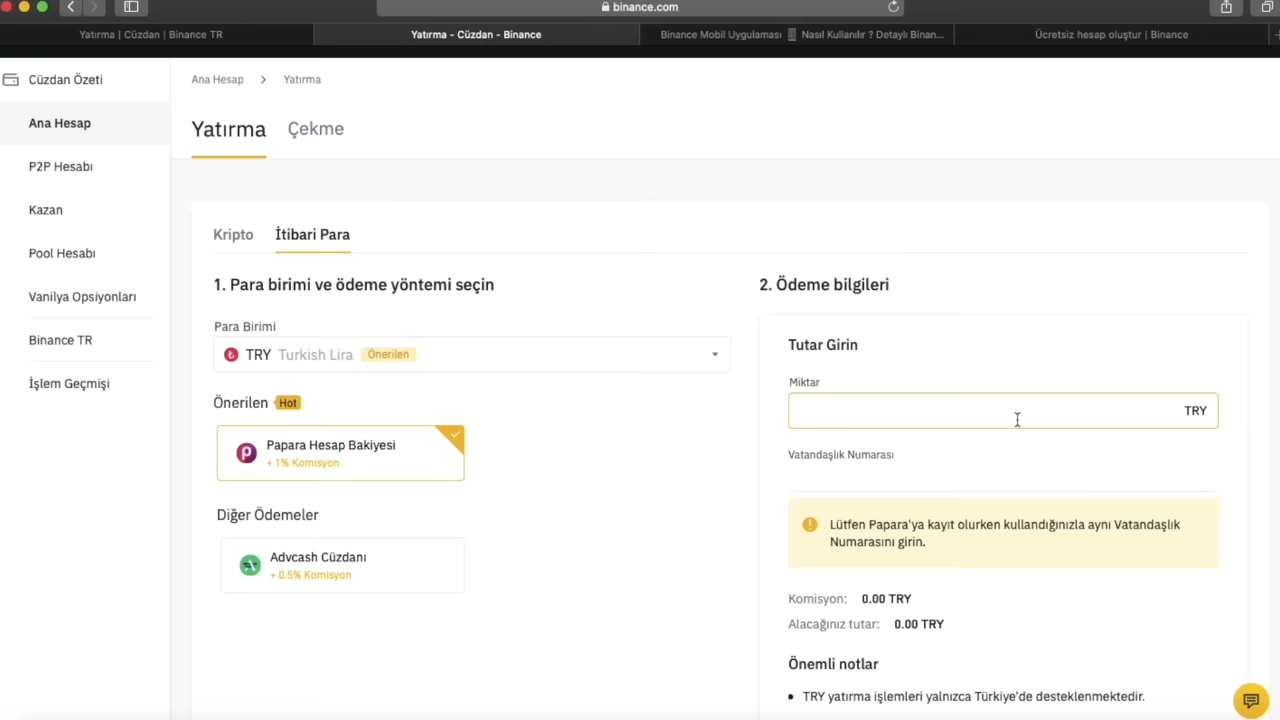 binance.com
Yatırma | Cüzdan | Binance TR
Yatırma - Cüzdan - Binance
Binance Mobil Uygulaması 📱 Nasıl Kullanılır ? Detaylı Binan...
Ücretsiz hesap oluştur | Binance
Cüzdan Özeti
Ana Hesap
P2P Hesabı
Kazan
Pool Hesabı
Vanilya Opsiyonları
Binance TR
İşlem Geçmişi
Ana Hesap > Yatırma
Yatırma Çekme
Kripto İtibari Para
1. Para birimi ve ödeme yöntemi seçin
Para Birimi
TRY Turkish Lira Önerilen
Önerilen Hot
Papara Hesap Bakiyesi
+ 1% Komisyon
Diğer Ödemeler
Advcash Cüzdanı
+ 0.5% Komisyon
2. Ödeme bilgileri
Tutar Girin
Miktar
TRY
Vatandaşlık Numarası
Lütfen Papara'ya kayıt olurken kullandığınızla aynı Vatandaşlık
Numarasını girin.
Komisyon: 0.00 TRY
Alacağınız tutar: 0.00 TRY
Önemli notlar
• TRY yatırma işlemleri yalnızca Türkiye'de desteklenmektedir.